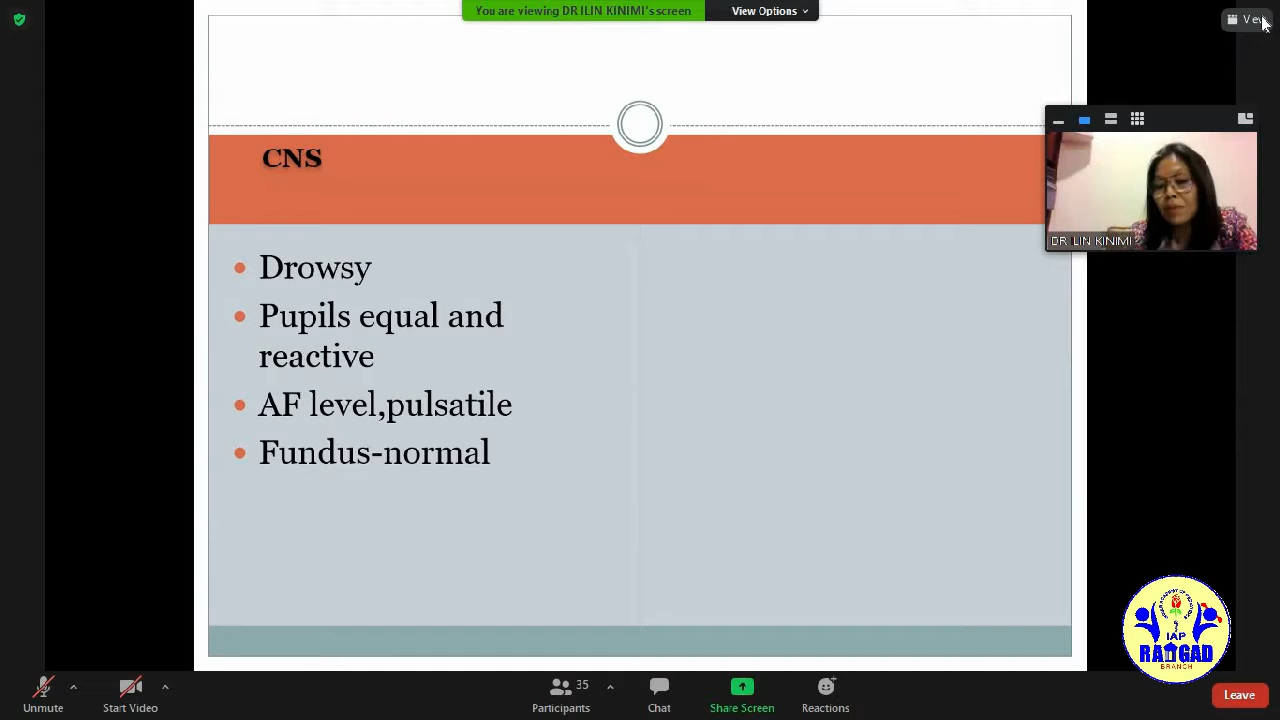 You are viewing DR ILIN KINIMI's screen
View Options
CNS
DR ILIN KINIMI
Drowsy
Pupils equal and
reactive
AF level,pulsatile
Fundus-normal
IAP
RAIGAD
BRANCH
Unmute
Start Video
35
Participants
Chat
Share Screen
Reactions
Leave